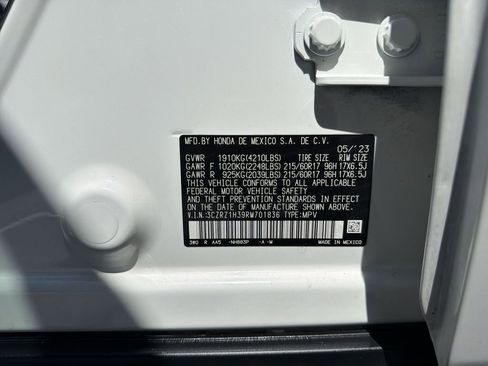 MFD.BY HONDA DE MEXICO S.A. DE C.V.
05/'23
GVWR 1910KG(4210LBS) TIRE SIZE RIM SIZE
GAWR F 1020KG(2248LBS) 215/60R17 96H 17X6.5J
GAWR R 925KG(2039LBS) 215/60R17 96H 17X6.5J
THIS VEHICLE CONFORMS TO ALL APPLICABLE
FEDERAL MOTOR VEHICLE SAFETY
AND THEFT PREVENTION STANDARDS IN EFFECT ON
THE DATE OF MANUFACTURE SHOWN ABOVE.
V.I.N:3CZRZ1H39RM701836 TYPE:MPV
3W0 R AA5 -NH883P -A -W MADE IN MEXICO